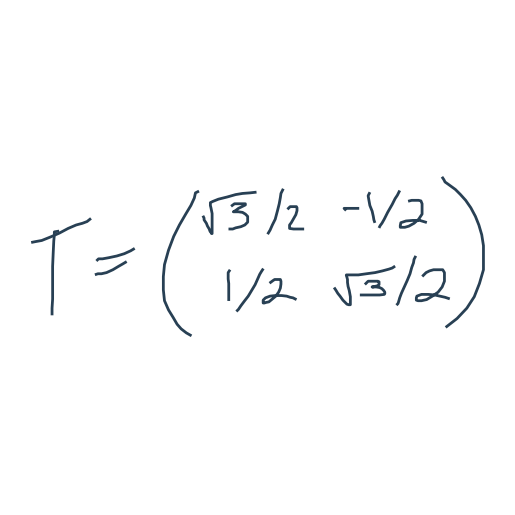 T = (√3/2 -1/2
1/2 √3/2)